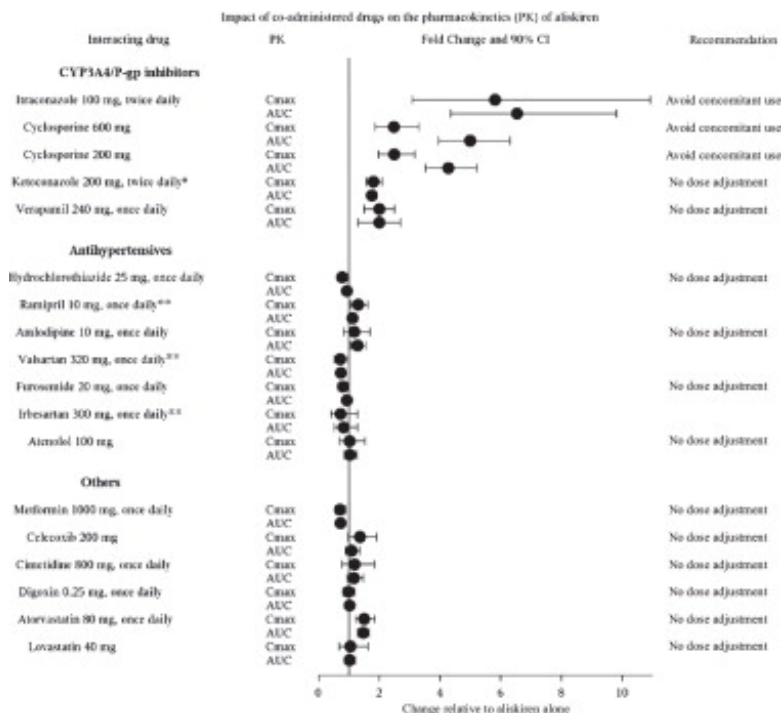 Impact of co-administered drugs on the pharmacokinetics (PK) of aliskiren
Interacting drug PK Fold Change and 90% CI Recommendation
CYP3A4/P-gp inhibitors
Itraconazole 100 mg, twice daily Cmax Avoid concomitant use
AUC
Cyclosporine 600 mg Cmax Avoid concomitant use
AUC
Cyclosporine 200 mg Cmax Avoid concomitant use
AUC
Ketoconazole 200 mg, twice daily* Cmax No dose adjustment
AUC
Verapamil 240 mg, once daily Cmax No dose adjustment
AUC
Antihypertensives
Hydrochlorothiazide 25 mg, once daily Cmax No dose adjustment
AUC
Ramipril 10 mg, once daily** Cmax
AUC
Amlodipine 10 mg, once daily Cmax No dose adjustment
AUC
Valsartan 320 mg, once daily** Cmax
AUC
Furosemide 20 mg, once daily Cmax No dose adjustment
AUC
Irbesartan 300 mg, once daily** Cmax
AUC
Atenolol 100 mg Cmax No dose adjustment
AUC
Others
Metformin 1000 mg, once daily Cmax No dose adjustment
AUC
Celecoxib 200 mg Cmax No dose adjustment
AUC
Cimetidine 800 mg, once daily Cmax No dose adjustment
AUC
Digoxin 0.25 mg, once daily Cmax No dose adjustment
AUC
Atorvastatin 80 mg, once daily Cmax No dose adjustment
AUC
Lovastatin 40 mg Cmax No dose adjustment
AUC
0 2 4 6 8 10
Change relative to aliskiren alone